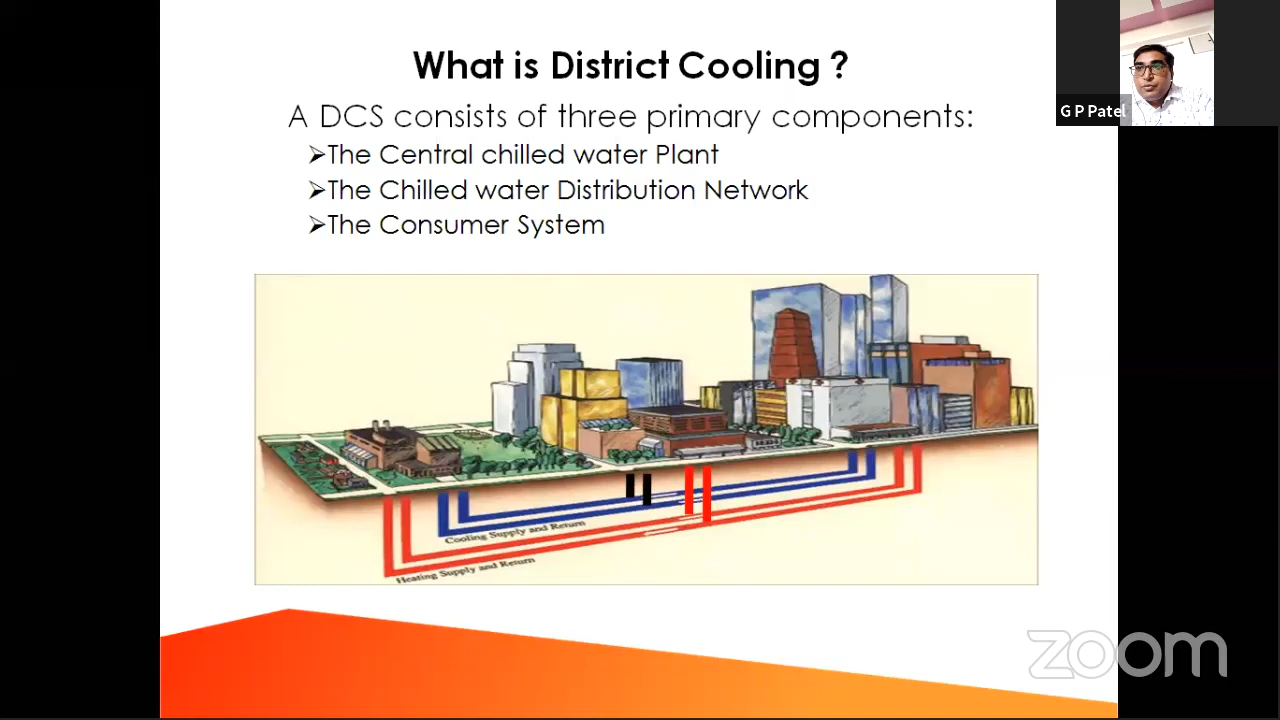 What is District Cooling ?
A DCS consists of three primary components:
➢The Central chilled water Plant
➢The Chilled water Distribution Network
➢The Consumer System
G P Patel
Cooling Supply and Return
Heating Supply and Return
zoom